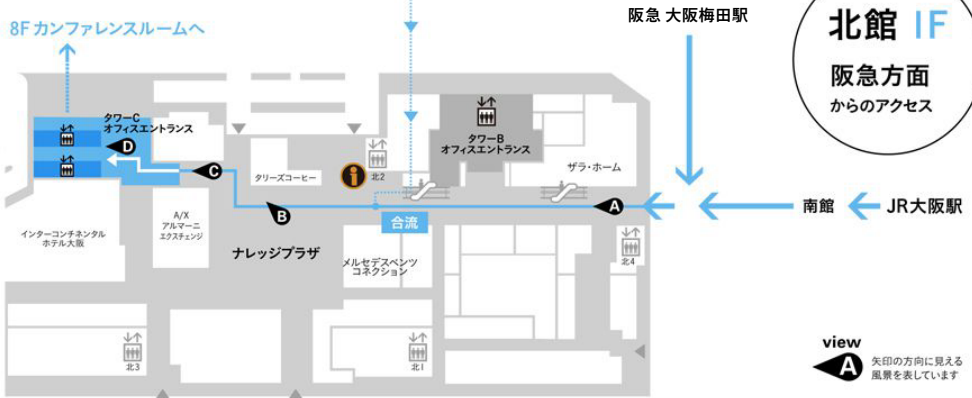 8F カンファレンスルームへ
阪急 大阪梅田駅
北館 1F
阪急方面
からのアクセス
タワーC
オフィスエントランス
D
C
タワーB
オフィスエントランス
ザラ・ホーム
タリーズコーヒー
i
北2
B
A
合流
南館
JR大阪駅
インターコンチネンタル
ホテル大阪
A/X
アルマーニ
エクスチェンジ
ナレッジプラザ
メルセデスベンツ
コネクション
北4
北3
北1
view
A
矢印の方向に見える
風景を表しています